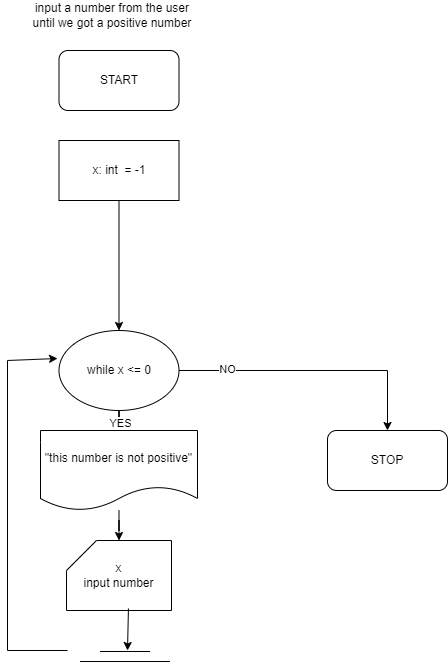 input a number from the user
until we got a positive number
START
x: int = -1
while x <= 0
NO
YES
"this number is not positive"
STOP
x
input number